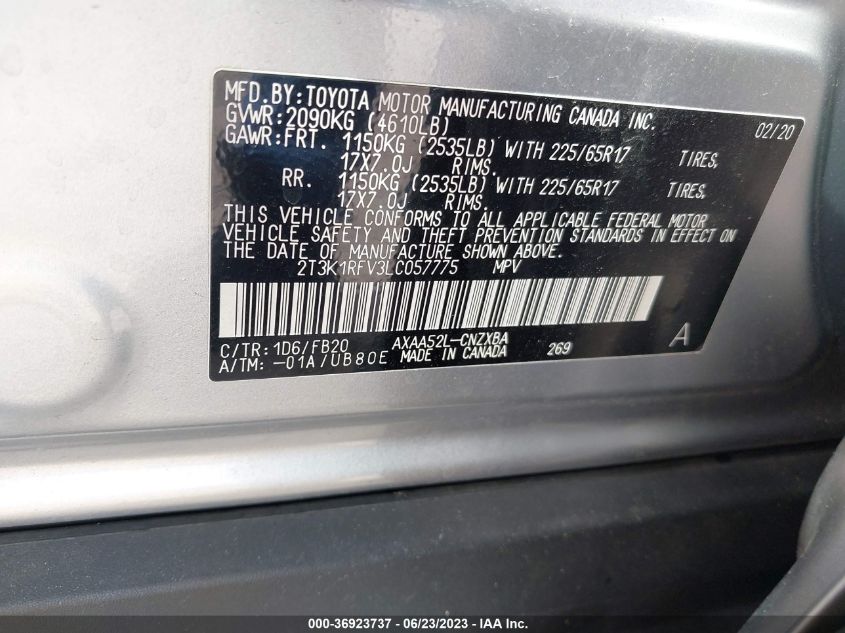 MFD.BY:TOYOTA MOTOR MANUFACTURING CANADA INC. 02/20
GVWR:2090KG (4610LB)
GAWR:FRT. 1150KG (2535LB) WITH 225/65R17 TIRES,
17X7.0J RIMS.
RR. 1150KG (2535LB) WITH 225/65R17 TIRES,
17X7.0J RIMS.
THIS VEHICLE CONFORMS TO ALL APPLICABLE FEDERAL MOTOR
VEHICLE SAFETY AND THEFT PREVENTION STANDARDS IN EFFECT ON
THE DATE OF MANUFACTURE SHOWN ABOVE.
2T3K1RFV3LC057775 MPV
C/TR: 1D6/FB20 AXAA52L-CNZXBA A
A/TM: -01A/UB80E MADE IN CANADA 269
000-36923737 - 06/23/2023 - IAA Inc.